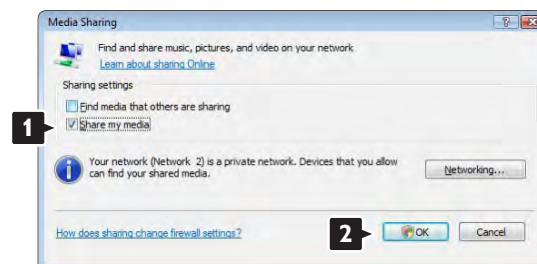 Media Sharing
Find and share music, pictures, and video on your network
Learn about sharing Online
Sharing settings
Find media that others are sharing
1
Share my media
Your network (Network 2) is a private network. Devices that you allow
can find your shared media.
Networking...
How does sharing change firewall settings?
2
OK
Cancel